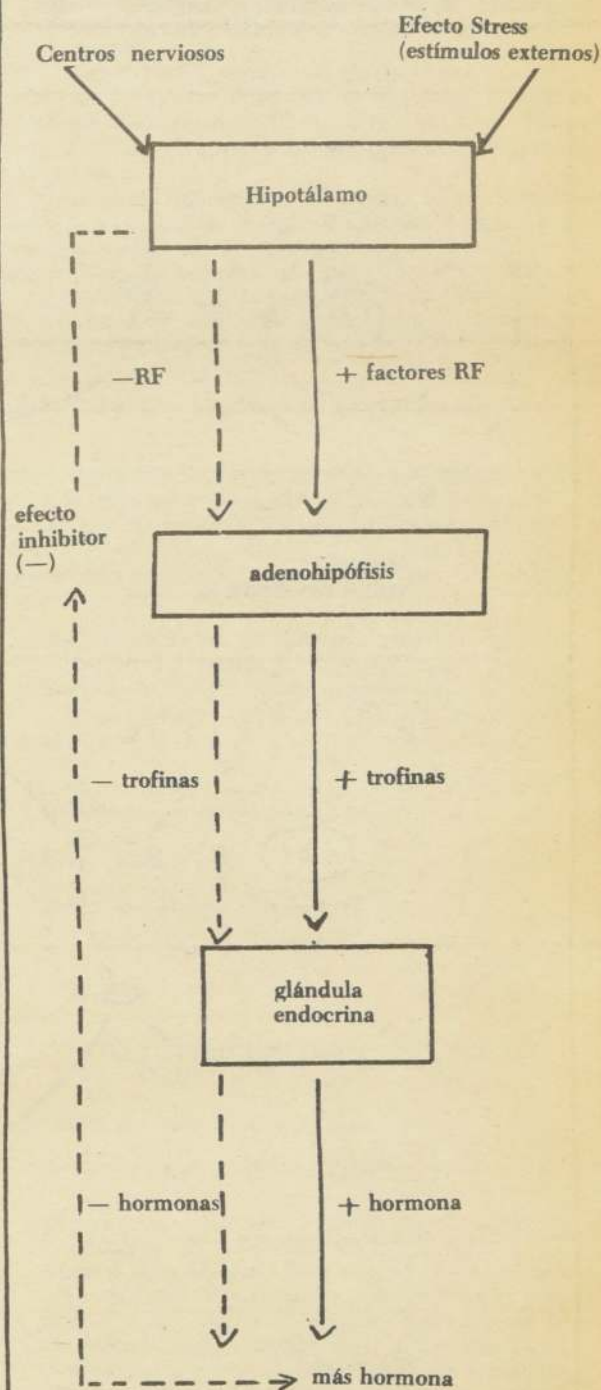 Efecto Stress
Centros nerviosos
(estímulos externos)
Hipotálamo
—RF
+ factores RF
efecto
inhibitor
(—)
adenohipófisis
— trofinas
+ trofinas
glándula
endocrina
— hormonas
+ hormona
más hormona